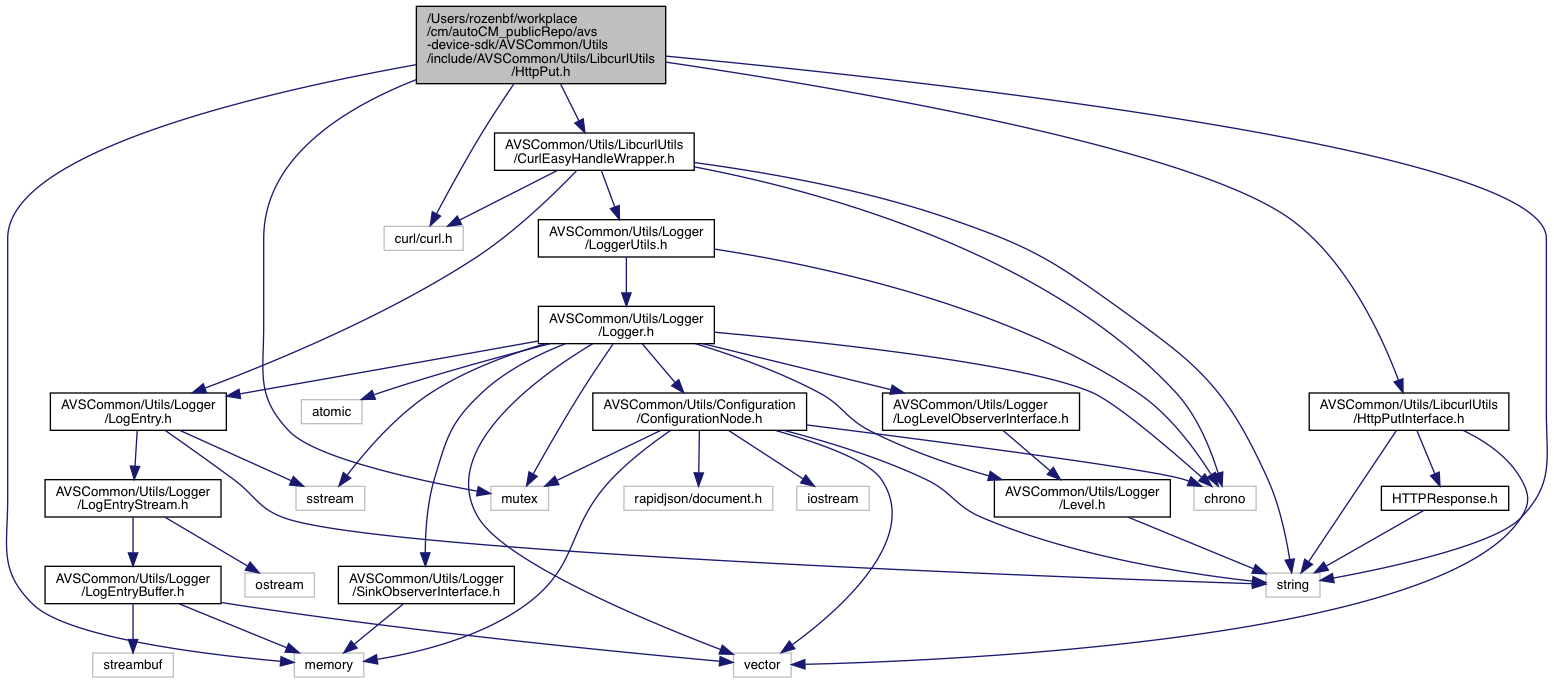 /Users/rozenbf/workplace
/cm/autoCM_publicRepo/avs
-device-sdk/AVSCommon/Utils
/include/AVSCommon/Utils/LibcurlUtils
/HttpPut.h
AVSCommon/Utils/LibcurlUtils
/CurlEasyHandleWrapper.h
curl/curl.h
AVSCommon/Utils/Logger
/LoggerUtils.h
AVSCommon/Utils/Logger
/Logger.h
AVSCommon/Utils/Logger
/LogEntry.h
atomic
AVSCommon/Utils/Configuration
/ConfigurationNode.h
AVSCommon/Utils/Logger
/LogLevelObserverInterface.h
AVSCommon/Utils/LibcurlUtils
/HttpPutInterface.h
AVSCommon/Utils/Logger
/LogEntryStream.h
sstream
mutex
rapidjson/document.h
iostream
AVSCommon/Utils/Logger
/Level.h
chrono
HTTPResponse.h
AVSCommon/Utils/Logger
/LogEntryBuffer.h
ostream
AVSCommon/Utils/Logger
/SinkObserverInterface.h
string
streambuf
memory
vector